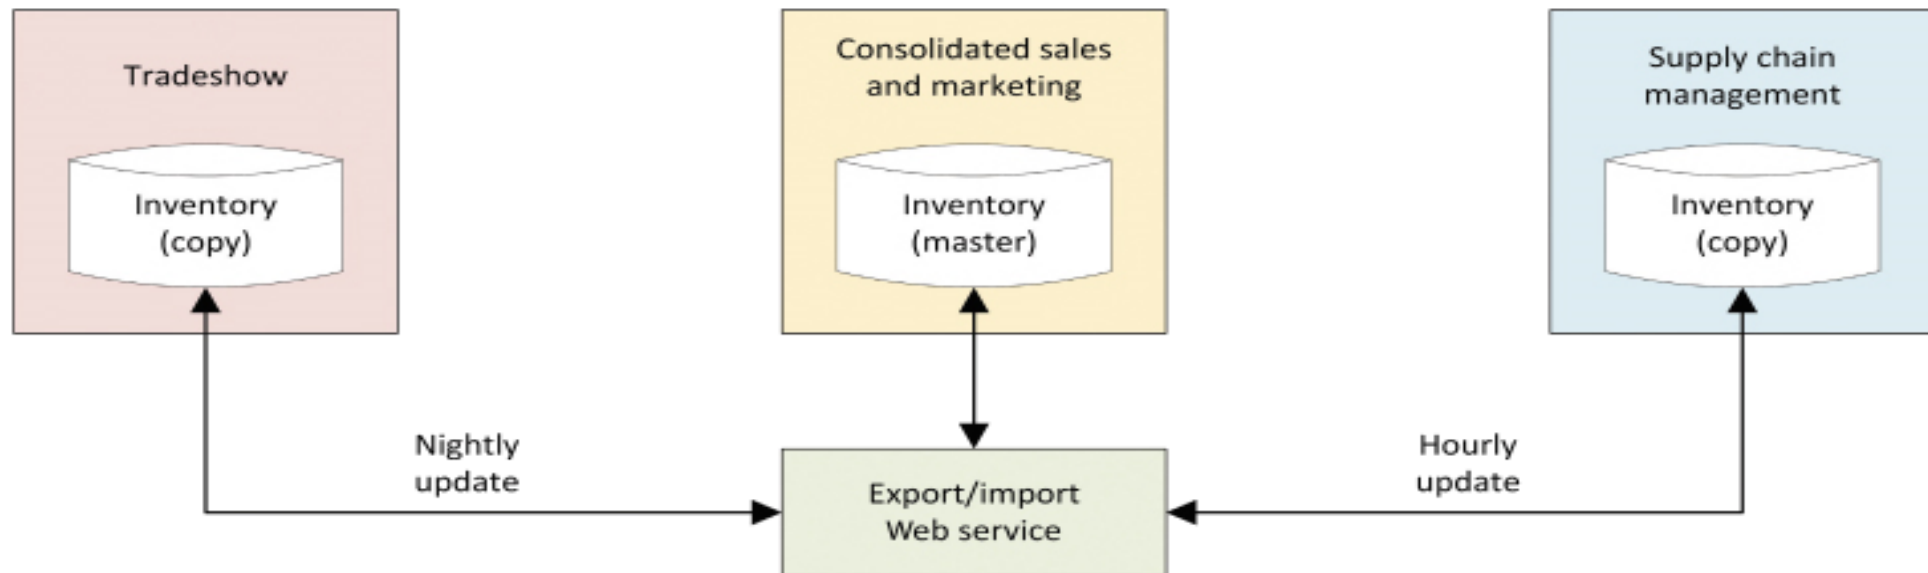 Tradeshow
Inventory
(copy)
Consolidated sales
and marketing
Inventory
(master)
Supply chain
management
Inventory
(copy)
Nightly
update
Hourly
update
Export/import
Web service